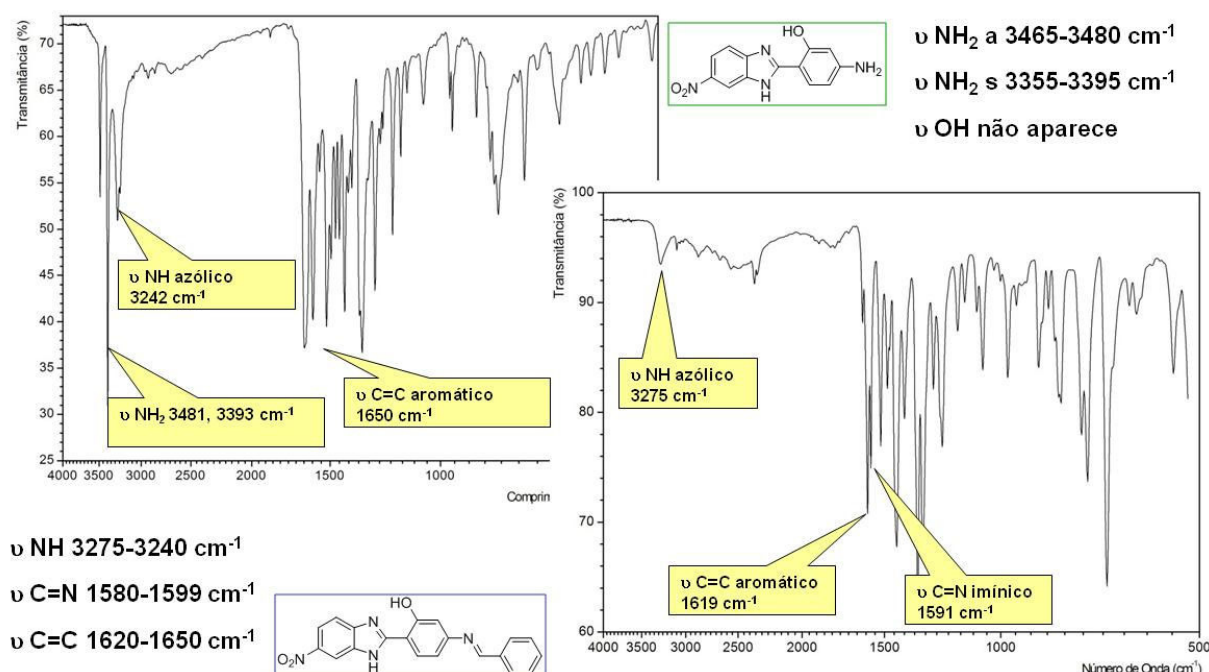 Transmitância (%)
70
65
60
55
50
45
40
35
30
25
4000
3500
3000
2500
2000
1500
1000
Comprin
υ NH azólico
3242 cm⁻¹
υ NH₂ 3481, 3393 cm⁻¹
υ C=C aromático
1650 cm⁻¹
HO
N
N
H
O₂N
NH₂
υ NH₂ a 3465-3480 cm⁻¹
υ NH₂ s 3355-3395 cm⁻¹
υ OH não aparece
Transmitância (%)
100
90
80
70
60
4000
3500
3000
2500
2000
1500
1000
500
Número de Onda (cm⁻¹)
υ NH azólico
3275 cm⁻¹
υ C=C aromático
1619 cm⁻¹
υ C=N imínico
1591 cm⁻¹
υ NH 3275-3240 cm⁻¹
υ C=N 1580-1599 cm⁻¹
υ C=C 1620-1650 cm⁻¹
HO
N
N
H
O₂N
N